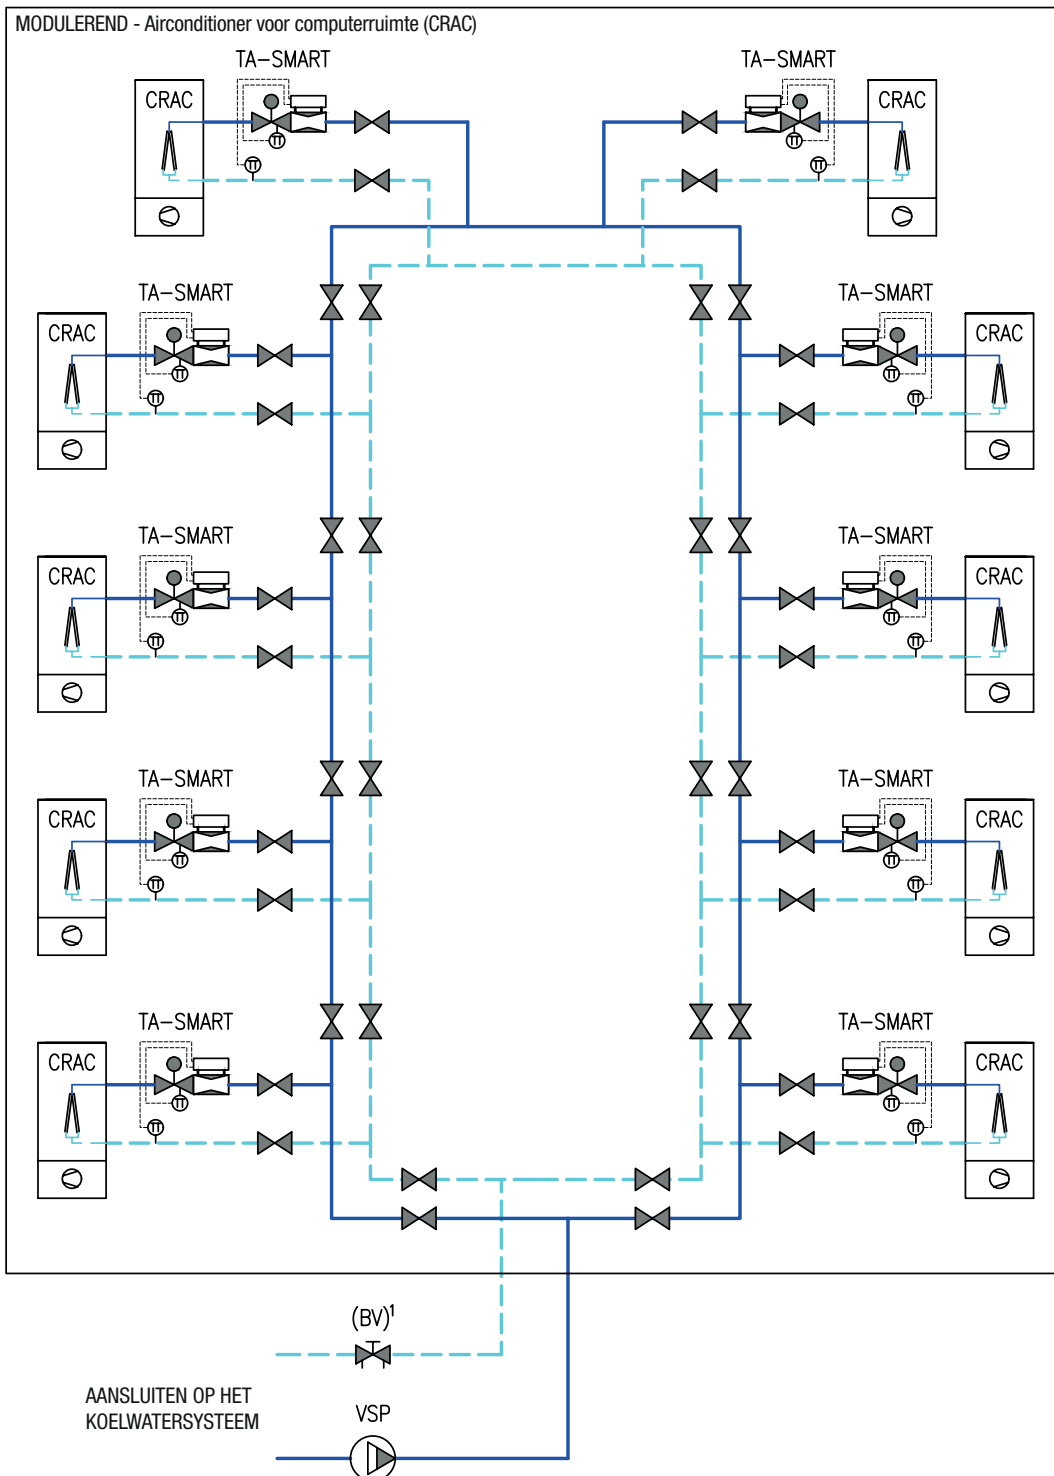 MODULEREND - Airconditioner voor computerruimte (CRAC)
TA-SMART
TA-SMART
CRAC
CRAC
TA-SMART
TA-SMART
CRAC
CRAC
TA-SMART
TA-SMART
CRAC
CRAC
TA-SMART
TA-SMART
CRAC
CRAC
TA-SMART
TA-SMART
CRAC
CRAC
(BV)¹
AANSLUITEN OP HET
KOELWATERSYSTEEM
VSP